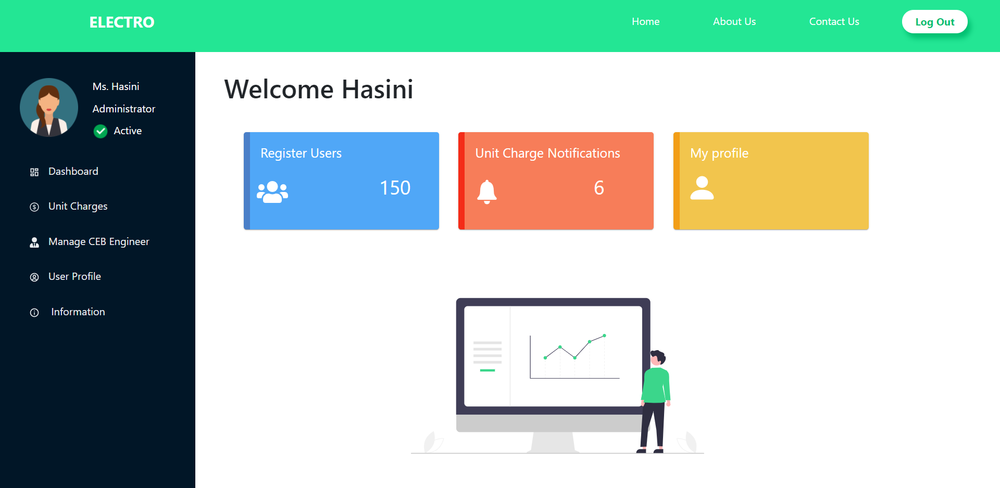 ELECTRO
Home
About Us
Contact Us
Log Out
Ms. Hasini
Administrator
Active
Dashboard
Unit Charges
Manage CEB Engineer
User Profile
Information
Welcome Hasini
Register Users
150
Unit Charge Notifications
6
My profile